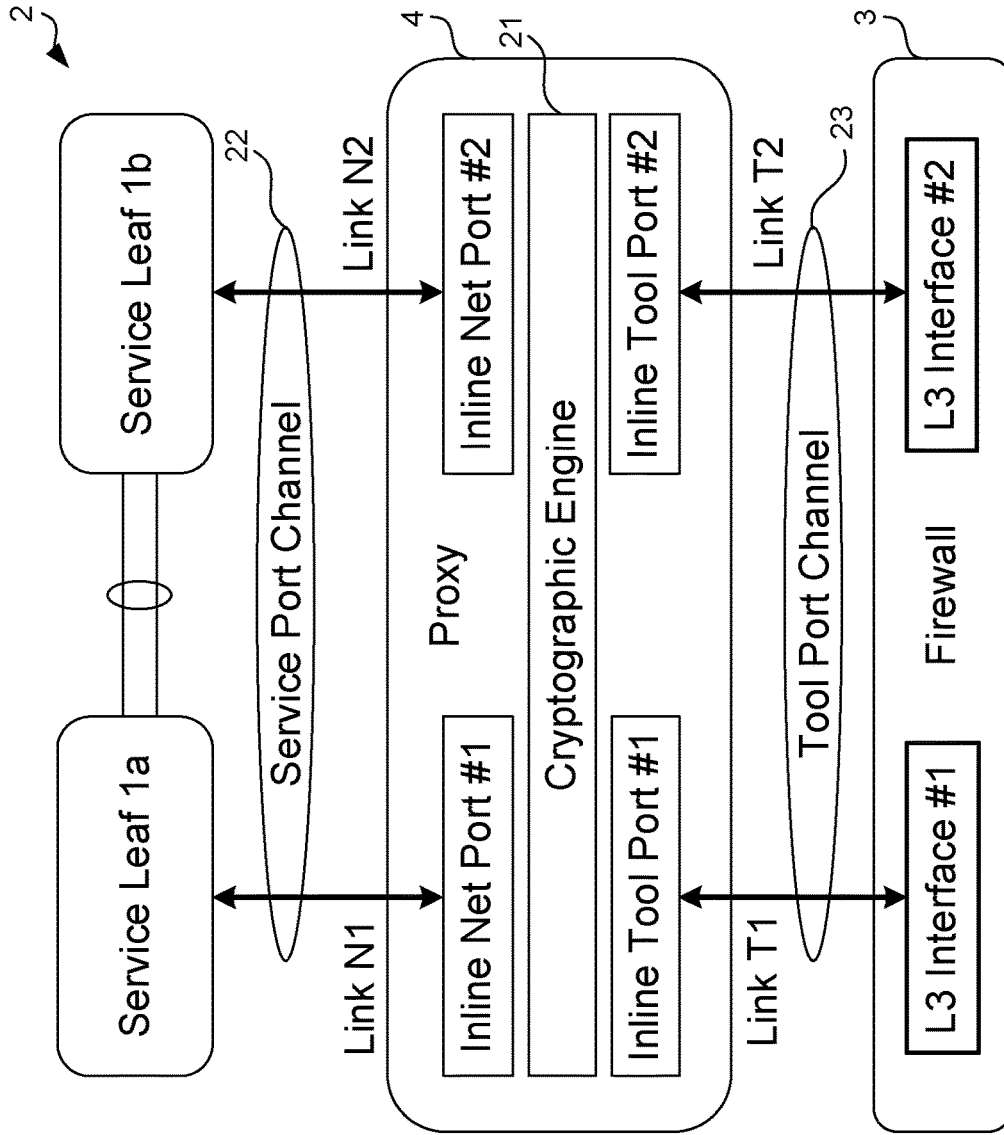 2
Service Leaf 1a
Service Leaf 1b
22
Service Port Channel
Link N1
Link N2
4
Proxy
Inline Net Port #1
Inline Net Port #2
21
Cryptographic Engine
Inline Tool Port #1
Inline Tool Port #2
Link T1
Link T2
23
Tool Port Channel
3
L3 Interface #1
Firewall
L3 Interface #2